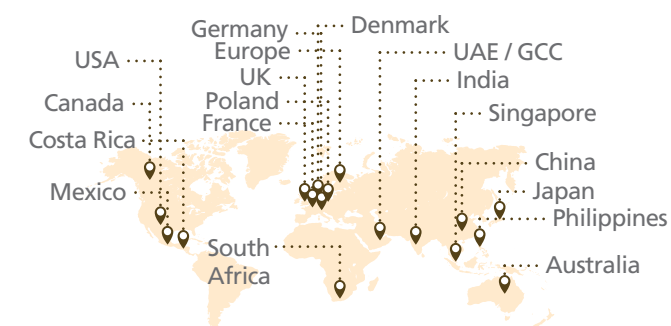 Germany
Denmark
Europe
USA
UAE / GCC
UK
India
Canada
Poland
Singapore
France
Costa Rica
China
Mexico
Japan
Philippines
South
Africa
Australia